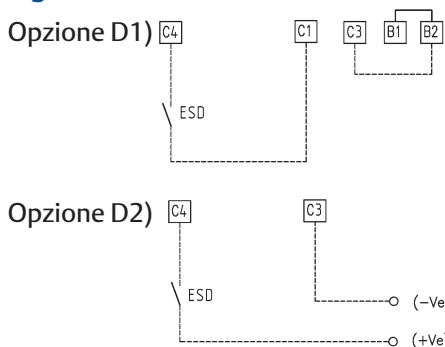 Opzione D1) C4 C1 C3 B1 B2
ESD
Opzione D2) C4 C3
ESD
(-Ve
(+Ve)